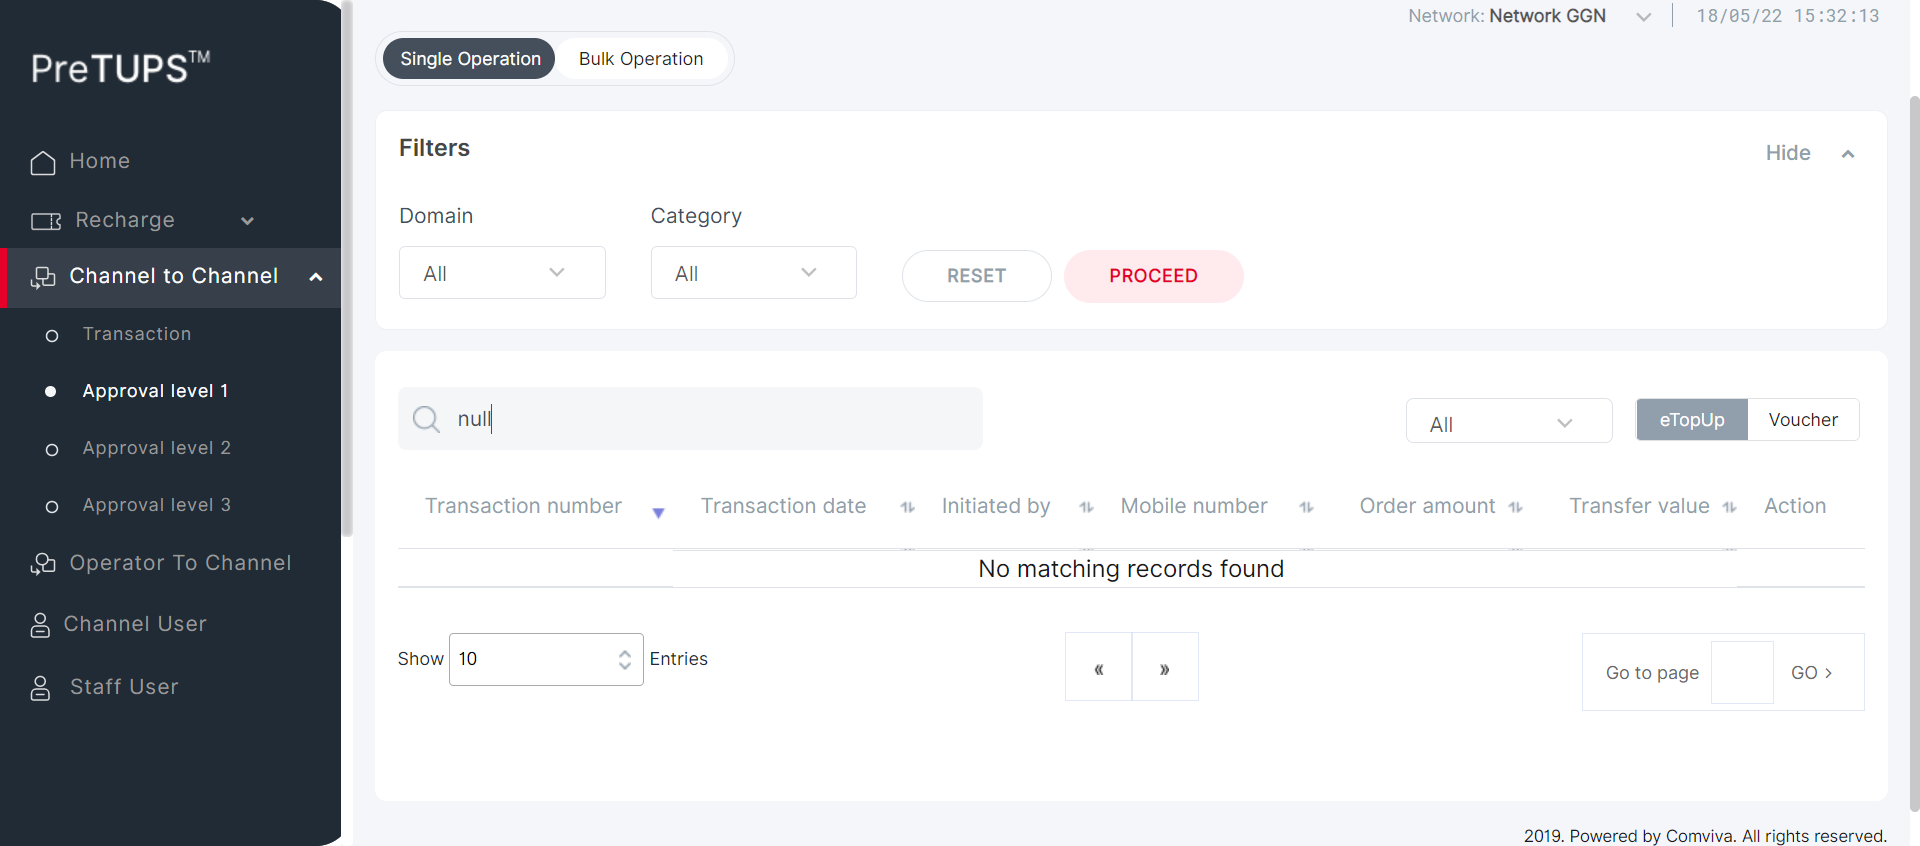 PreTUPS™
Home
Recharge
Channel to Channel
Transaction
Approval level 1
Approval level 2
Approval level 3
Operator To Channel
Channel User
Staff User
Network: Network GGN
18/05/22 15:32:13
Single Operation
Bulk Operation
Filters
Hide
Domain
Category
All
All
RESET
PROCEED
null
All
eTopUp
Voucher
Transaction number
Transaction date
Initiated by
Mobile number
Order amount
Transfer value
Action
No matching records found
Show 10 Entries
«
»
Go to page
GO ›
2019. Powered by Comviva. All rights reserved.